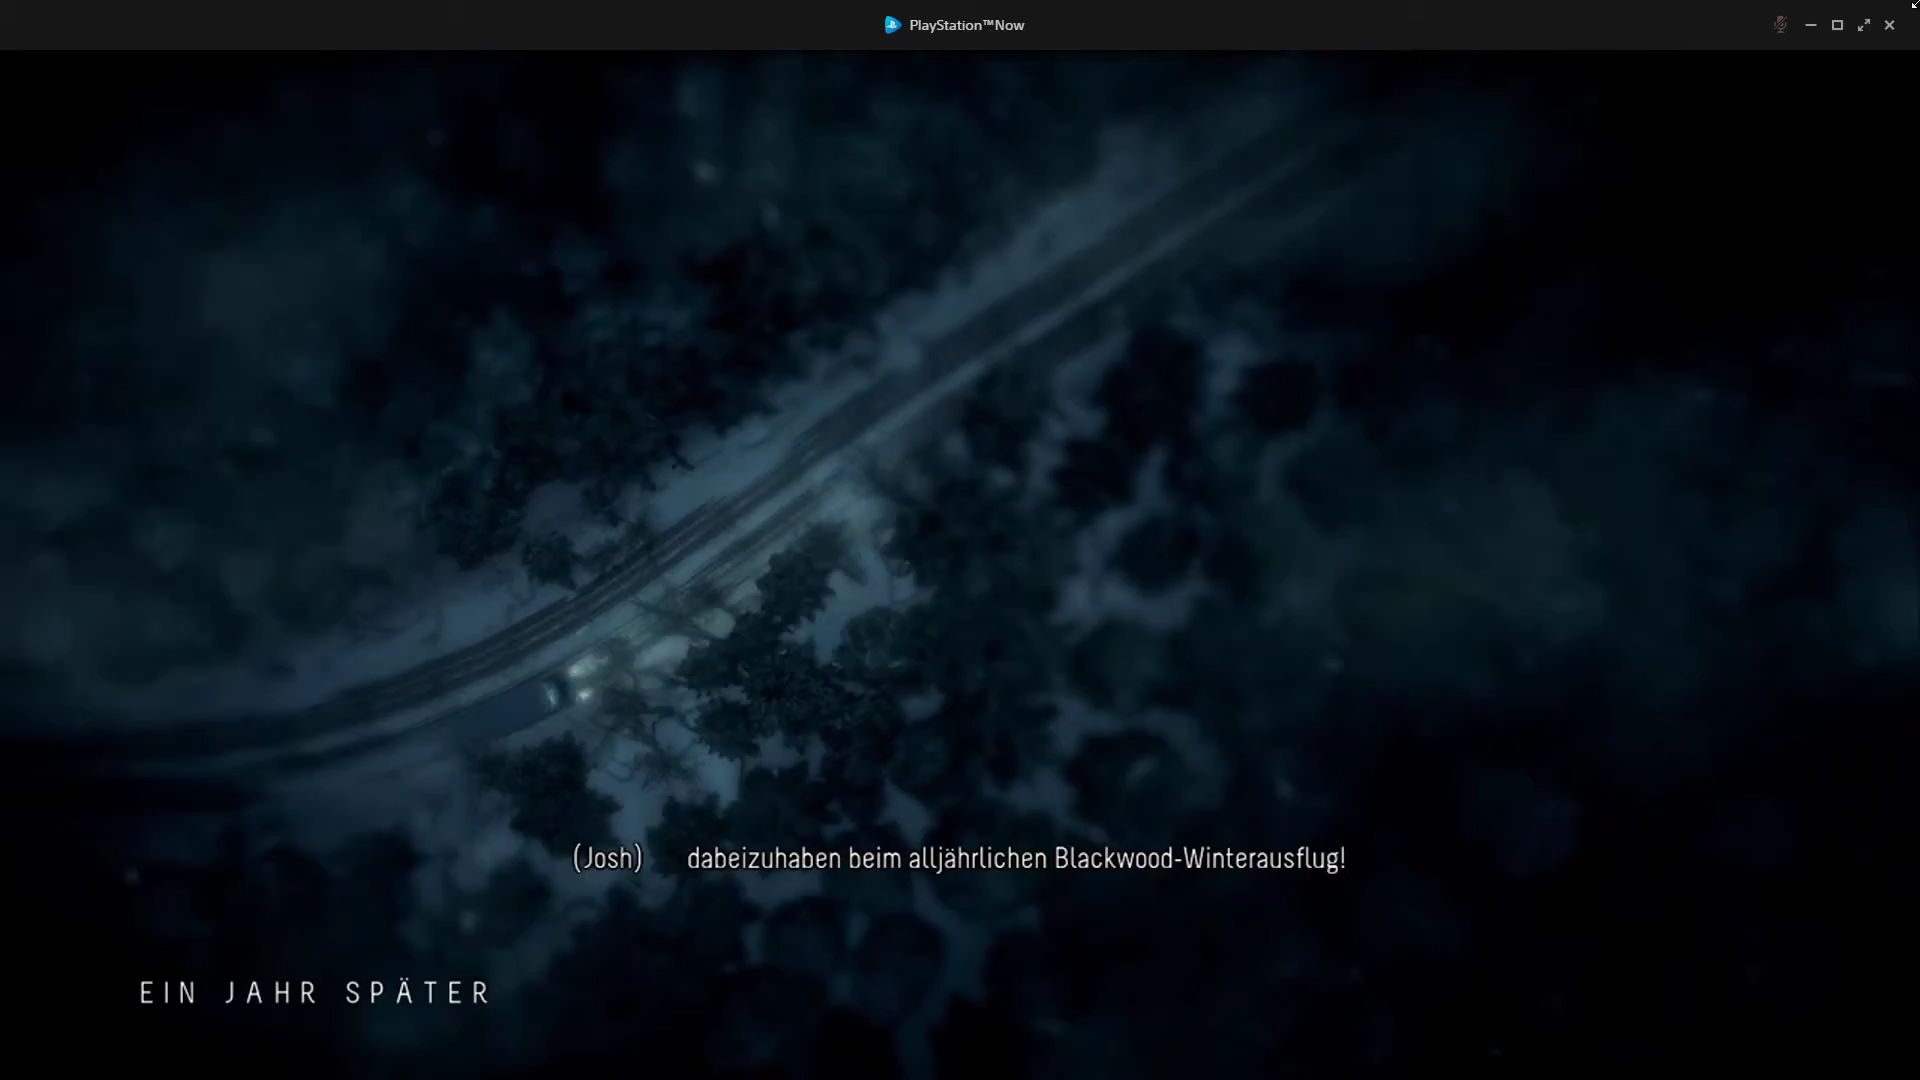 PlayStation™Now
(Josh) dabeizuhaben beim alljährlichen Blackwood-Winterausflug!
EIN JAHR SPÄTER